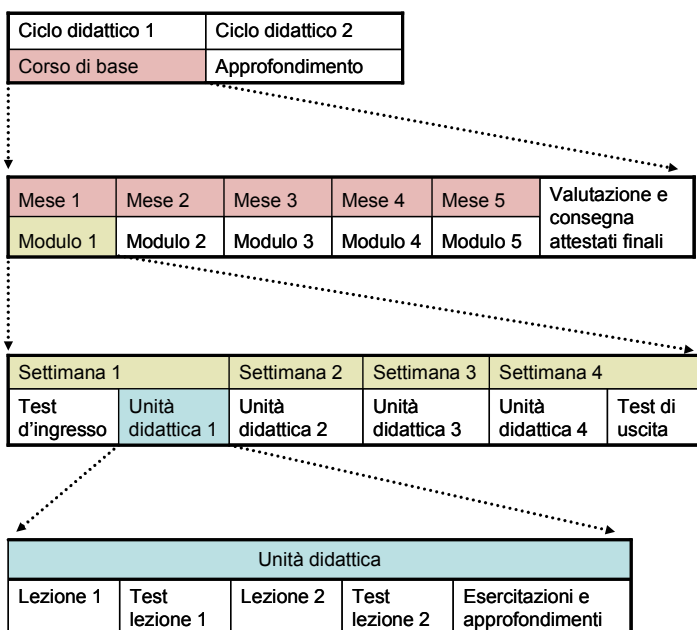 Ciclo didattico 1 Ciclo didattico 2
Corso di base Approfondimento
Mese 1 Mese 2 Mese 3 Mese 4 Mese 5 Valutazione e
consegna
attestati finali
Modulo 1 Modulo 2 Modulo 3 Modulo 4 Modulo 5
Settimana 1 Settimana 2 Settimana 3 Settimana 4
Test
d'ingresso
Unità
didattica 1
Unità
didattica 2
Unità
didattica 3
Unità
didattica 4
Test di
uscita
Unità didattica
Lezione 1
Test
lezione 1
Lezione 2
Test
lezione 2
Esercitazioni e
approfondimenti